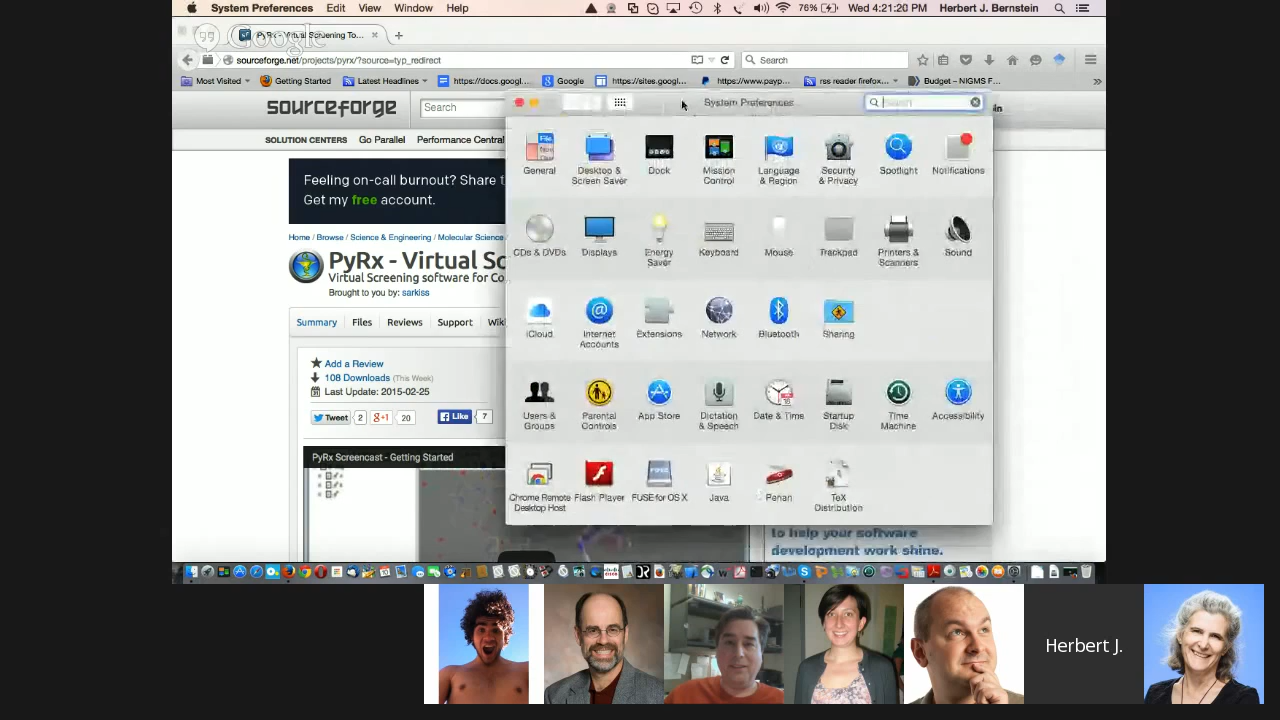 System Preferences Edit View Window Help
76% Wed 4:21:20 PM Herbert J. Bernstein
Google
PyRx - Virtual Screening To...
sourceforge.net/projects/pyrx/?source=typ_redirect
Search
Most Visited
Getting Started
Latest Headlines
https://docs.googl...
Google
https://sites.google...
https://www.payp...
rss reader firefox...
Budget – NIGMS F...
sourceforge
Search
System Preferences
SOLUTION CENTERS Go Parallel Performance Central
Feeling on-call burnout? Share t
Get my free account.
Home / Browse / Science & Engineering / Molecular Science
PyRx - Virtual Sc
Virtual Screening software for Co
Brought to you by: sarkiss
Summary Files Reviews Support Wiki
Add a Review
108 Downloads (This Week)
Last Update: 2015-02-25
Tweet 2 g+1 20 Like 7
PyRx Screencast - Getting Started
General
Desktop &
Screen Saver
Dock
Mission
Control
Language
& Region
Security
& Privacy
Spotlight
Notifications
CDs & DVDs
Displays
Energy
Saver
Keyboard
Mouse
Trackpad
Printers &
Scanners
Sound
iCloud
Internet
Accounts
Extensions
Network
Bluetooth
Sharing
Users &
Groups
Parental
Controls
App Store
Dictation
& Speech
Date & Time
Startup
Disk
Time
Machine
Accessibility
Chrome Remote
Desktop Host
Flash Player
FUSE for OS X
Java
Perian
TeX
Distribution
to help your software
development work shine.
Herbert J.